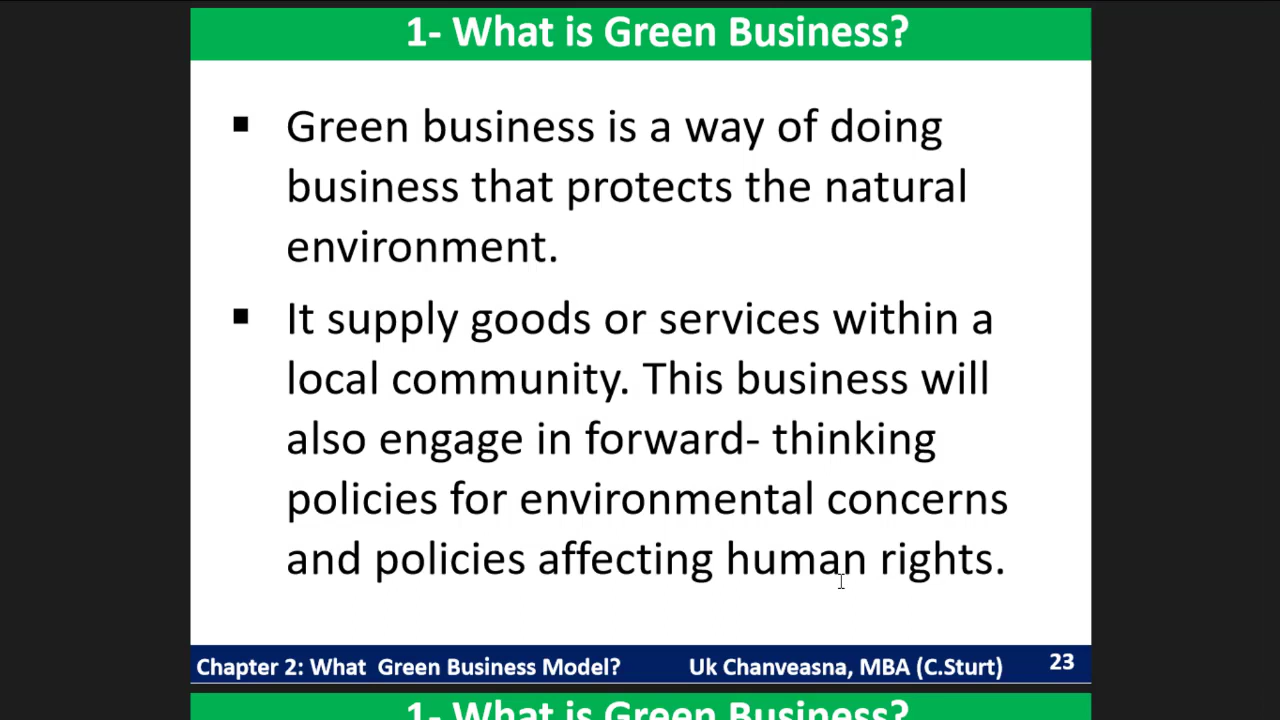 1- What is Green Business?
▪ Green business is a way of doing
business that protects the natural
environment.
▪ It supply goods or services within a
local community. This business will
also engage in forward- thinking
policies for environmental concerns
and policies affecting human rights.
Chapter 2: What  Green Business Model? Uk Chanveasna, MBA (C.Sturt) 23
1- What is Green Business?